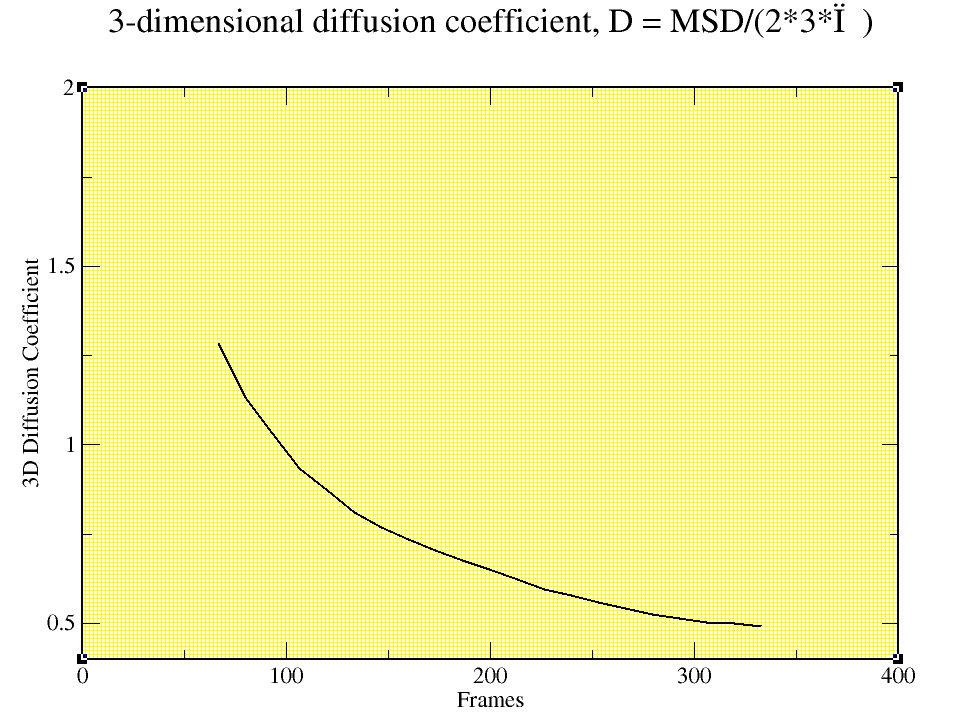 3-dimensional diffusion coefficient, D = MSD/(2*3*Ï )
2
1.5
1
0.5
3D Diffusion Coefficient
0 100 200 300 400
Frames